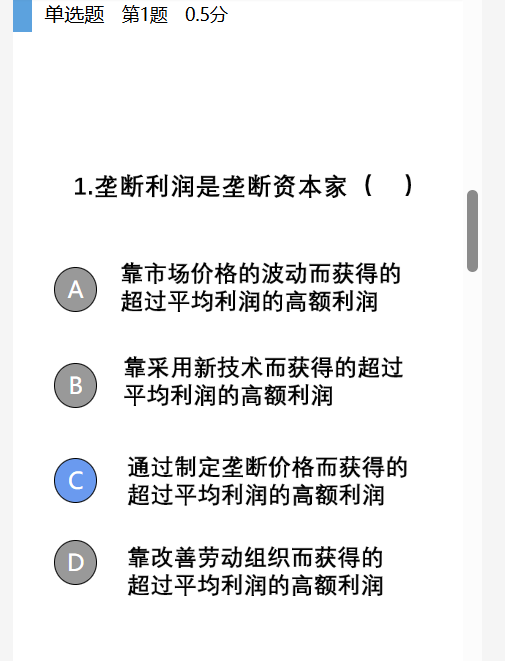 单选题 第1题 0.5分
1.垄断利润是垄断资本家（ ）
A 靠市场价格的波动而获得的
超过平均利润的高额利润
B 靠采用新技术而获得的超过
平均利润的高额利润
C 通过制定垄断价格而获得的
超过平均利润的高额利润
D 靠改善劳动组织而获得的
超过平均利润的高额利润